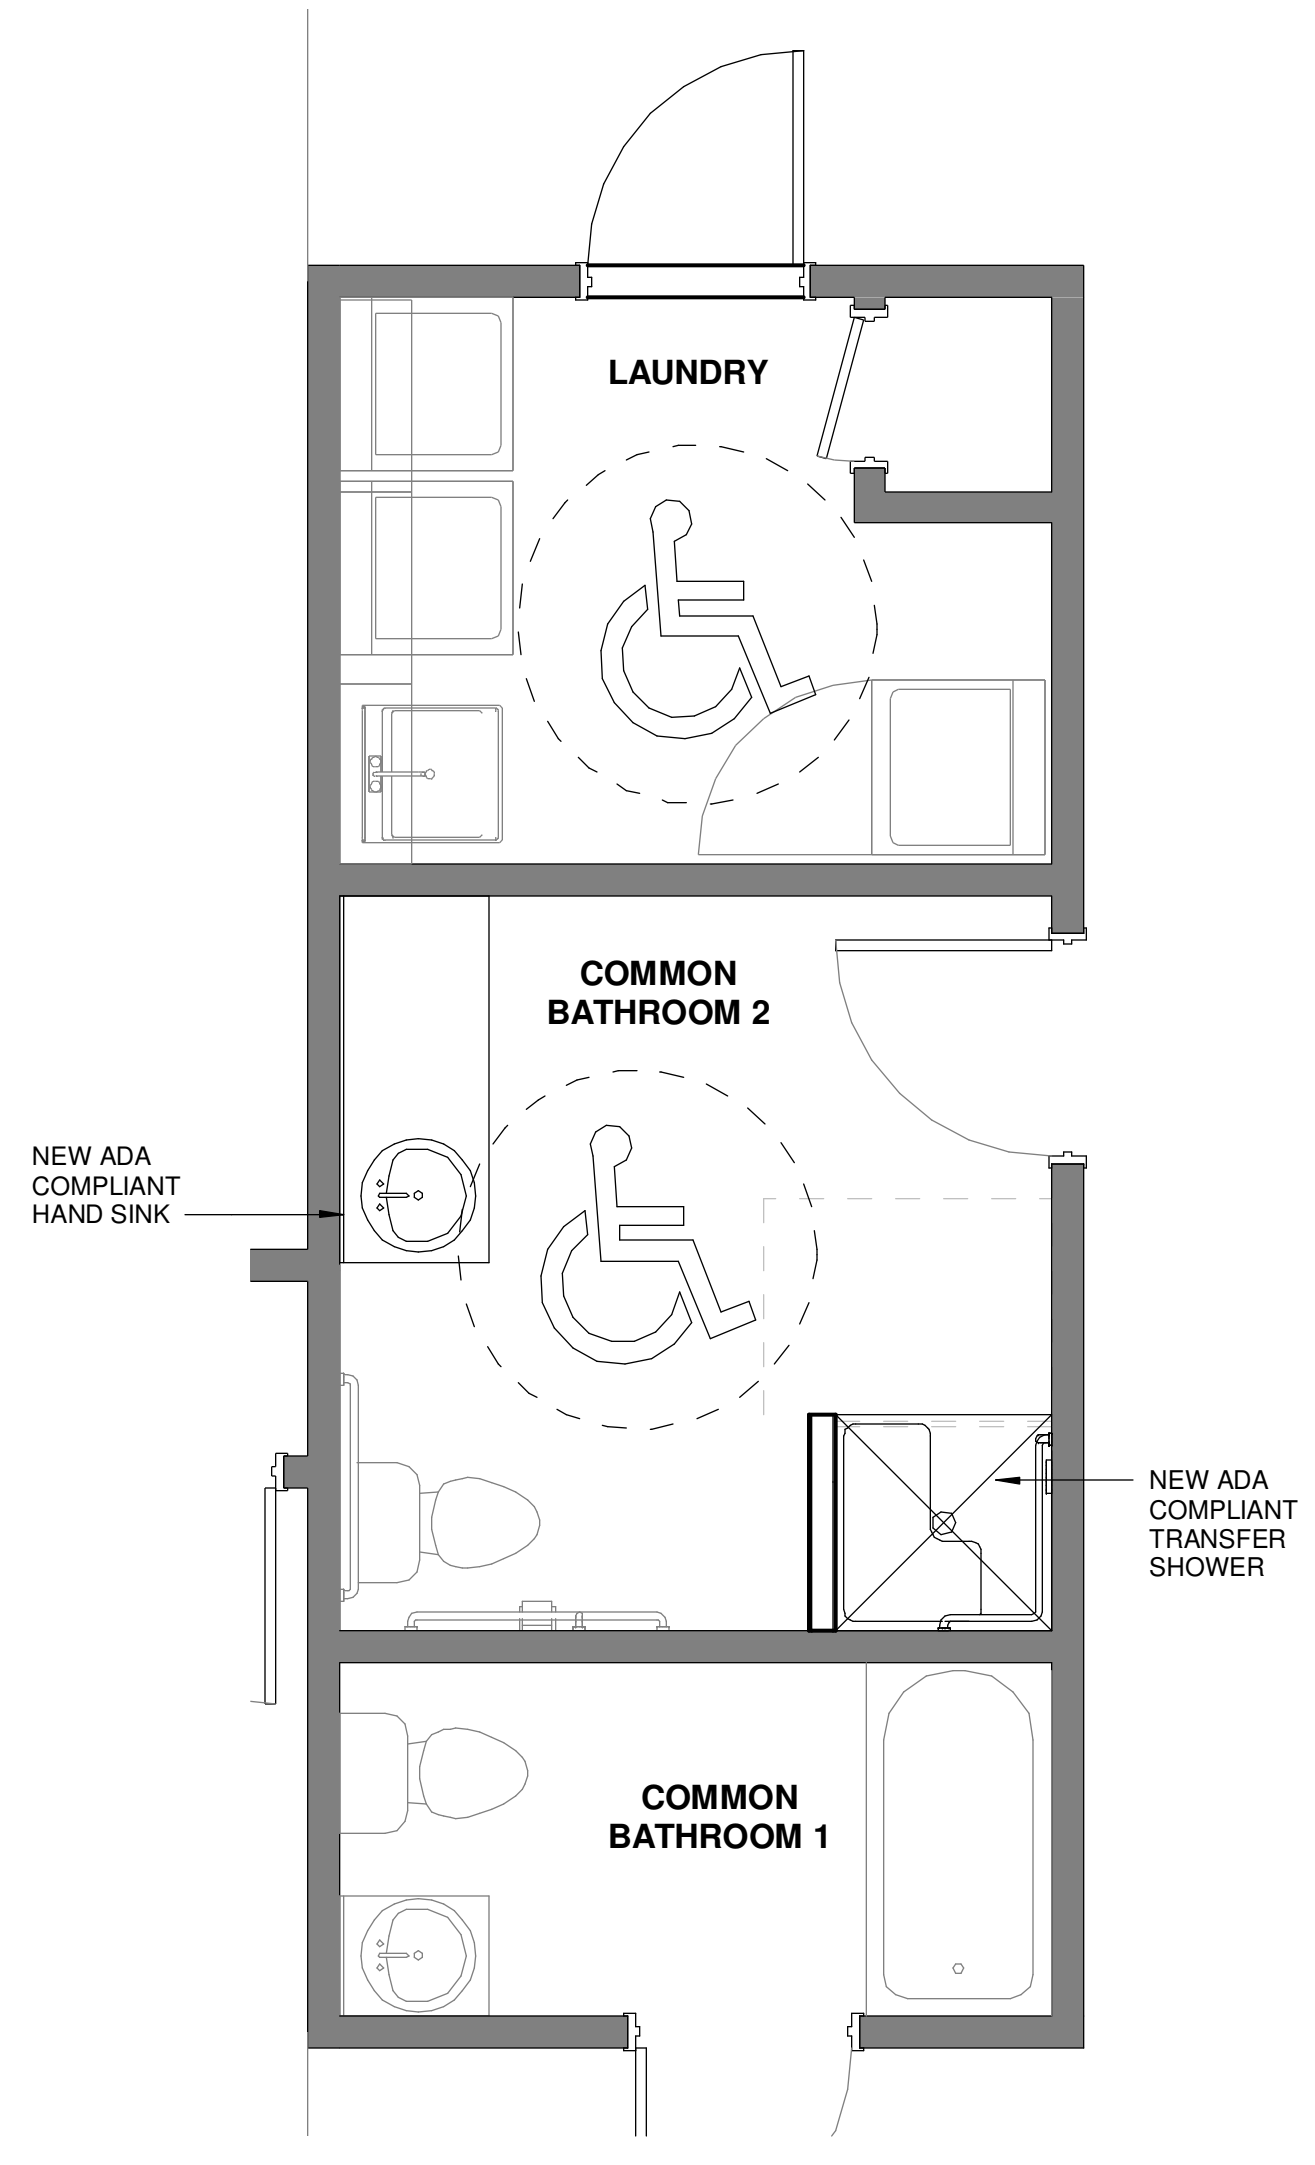 LAUNDRY
COMMON
BATHROOM 2
NEW ADA
COMPLIANT
HAND SINK
NEW ADA
COMPLIANT
TRANSFER
SHOWER
COMMON
BATHROOM 1